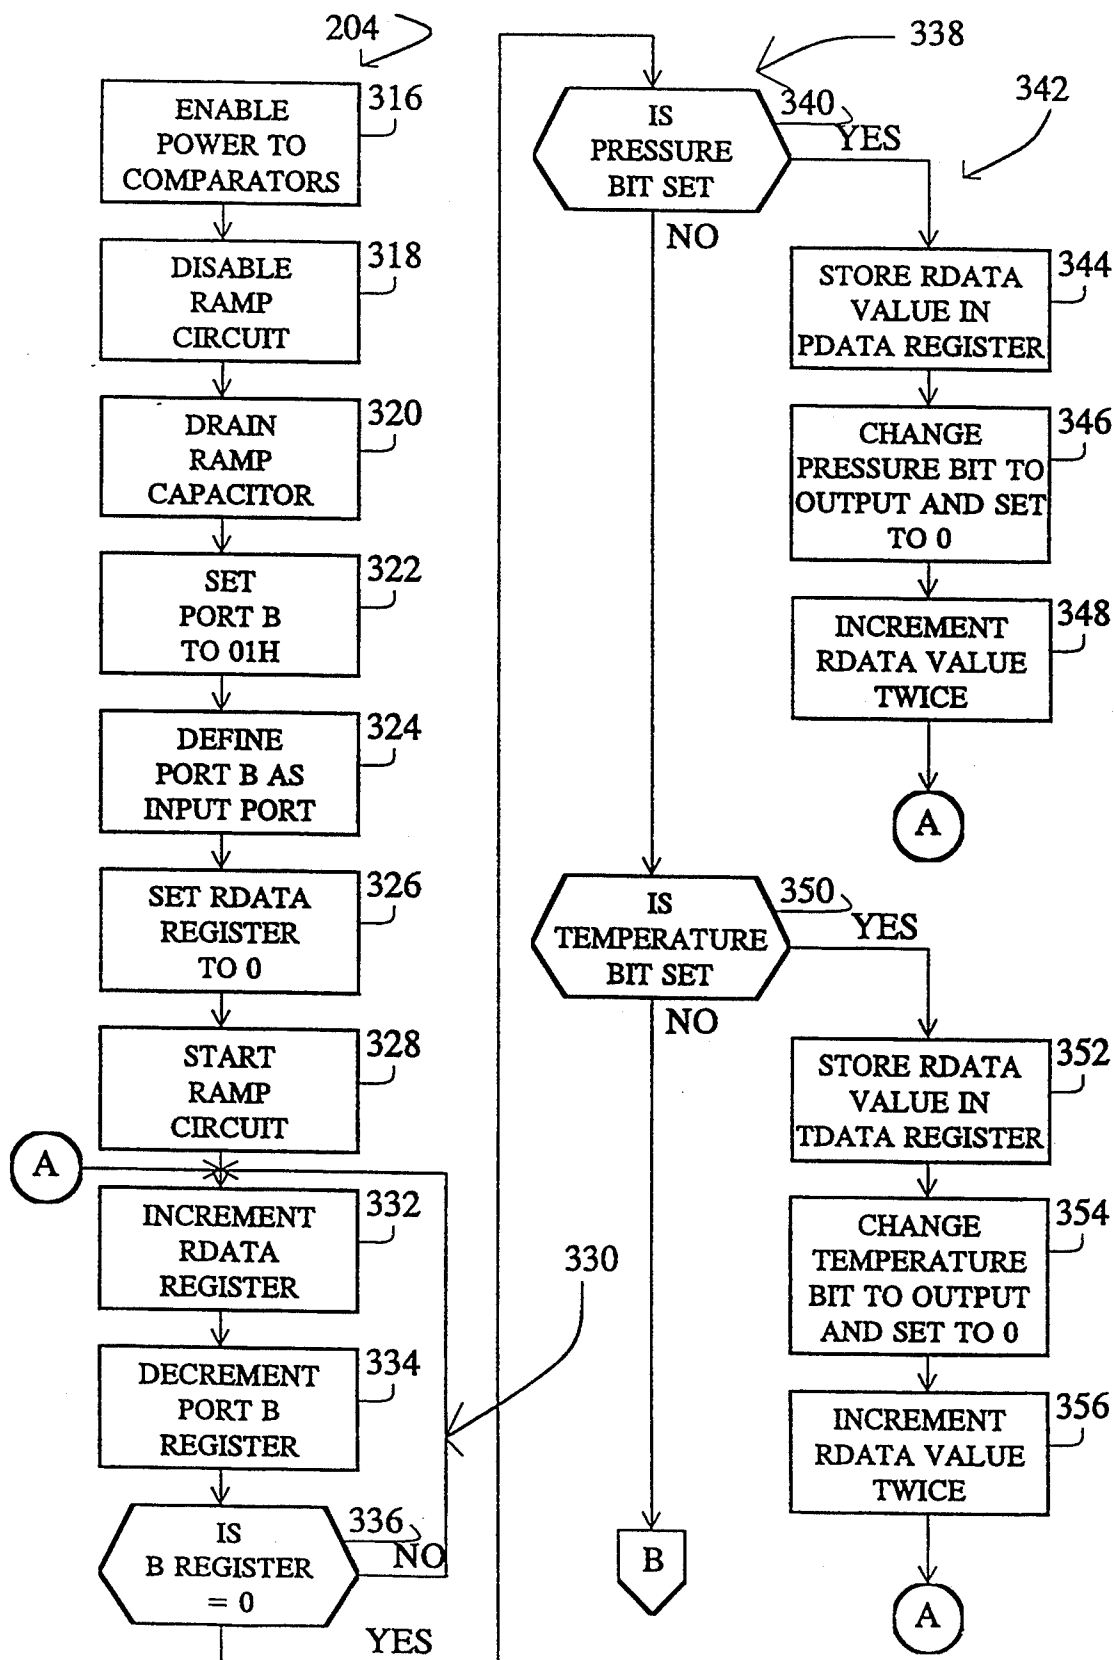 204
316
ENABLE
POWER TO
COMPARATORS
318
DISABLE
RAMP
CIRCUIT
320
DRAIN
RAMP
CAPACITOR
322
SET
PORT B
TO 01H
324
DEFINE
PORT B AS
INPUT PORT
326
SET RDATA
REGISTER
TO 0
328
START
RAMP
CIRCUIT
A
332
INCREMENT
RDATA
REGISTER
330
334
DECREMENT
PORT B
REGISTER
336
IS
B REGISTER
= 0
NO
YES
338
340
IS
PRESSURE
BIT SET
YES
NO
342
344
STORE RDATA
VALUE IN
PDATA REGISTER
346
CHANGE
PRESSURE BIT TO
OUTPUT AND SET
TO 0
348
INCREMENT
RDATA VALUE
TWICE
A
350
IS
TEMPERATURE
BIT SET
YES
NO
352
STORE RDATA
VALUE IN
TDATA REGISTER
354
CHANGE
TEMPERATURE
BIT TO OUTPUT
AND SET TO 0
356
INCREMENT
RDATA VALUE
TWICE
B
A